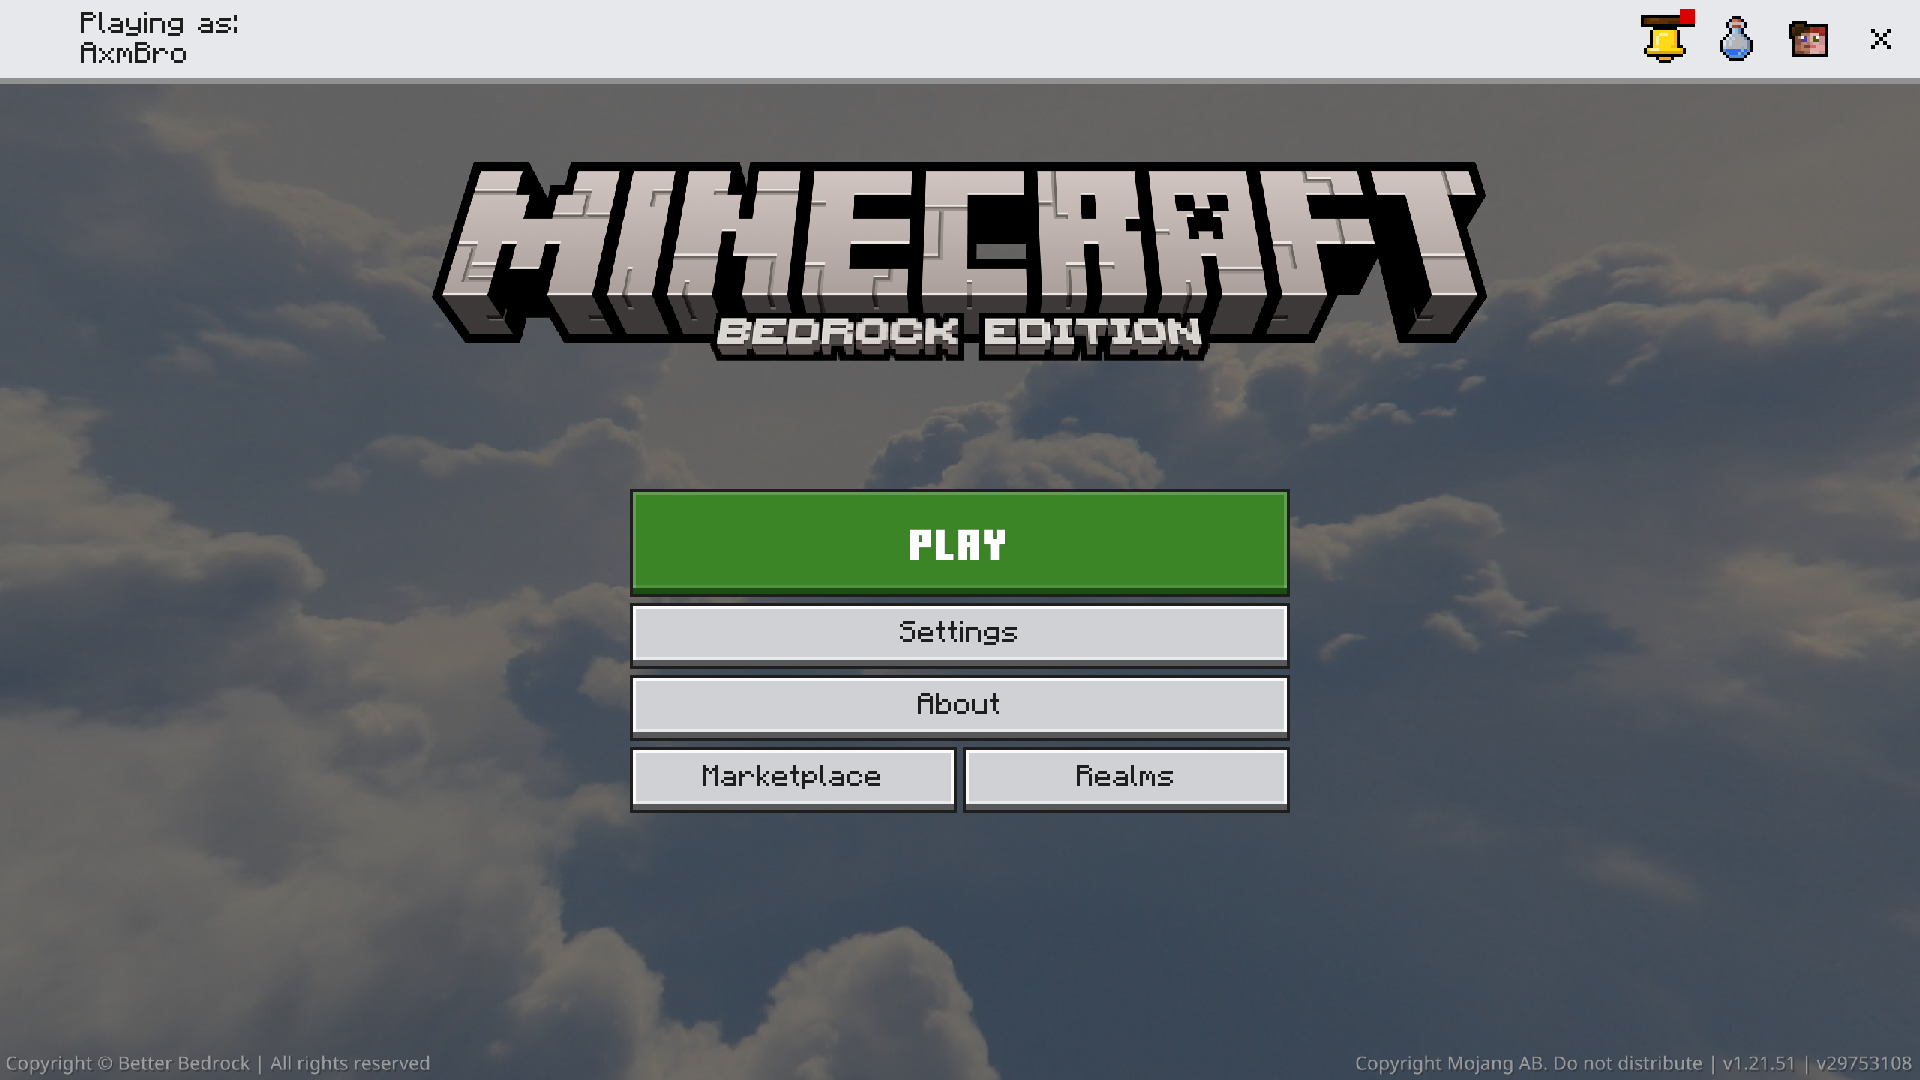 Playing as:
AxmBro
MINECRAFT
BEDROCK EDITION
PLAY
Settings
About
Marketplace
Realms
Copyright © Better Bedrock | All rights reserved
Copyright Mojang AB. Do not distribute | v1.21.51 | v29753108